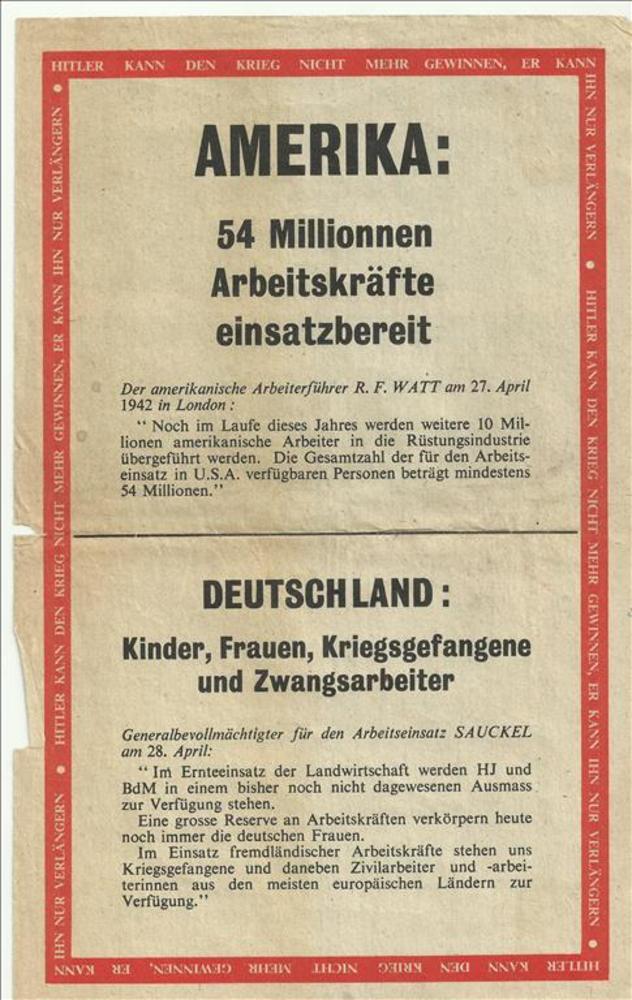 HITLER KANN DEN KRIEG NICHT MEHR GEWINNEN, ER KANN
IHN NUR VERLÄNGERN • HITLER KANN DEN KRIEG NICHT MEHR GEWINNEN, ER KANN IHN NUR VERLÄNGERN •
HITLER KANN DEN KRIEG NICHT MEHR GEWINNEN, ER KANN
IHN NUR VERLÄNGERN • HITLER KANN DEN KRIEG NICHT MEHR GEWINNEN, ER KANN IHN NUR VERLÄNGERN •
AMERIKA:
54 Millionnen
Arbeitskräfte
einsatzbereit
Der amerikanische Arbeiterführer R. F. WATT am 27. April
1942 in London :
“ Noch im Laufe dieses Jahres werden weitere 10 Mil-
lionen amerikanische Arbeiter in die Rüstungsindustrie
übergeführt werden. Die Gesamtzahl der für den Arbeits-
einsatz in U.S.A. verfügbaren Personen beträgt mindestens
54 Millionen.”
DEUTSCHLAND :
Kinder, Frauen, Kriegsgefangene
und Zwangsarbeiter
Generalbevollmächtigter für den Arbeitseinsatz SAUCKEL
am 28. April:
“ Im Ernteeinsatz der Landwirtschaft werden HJ und
BdM in einem bisher noch nicht dagewesenen Ausmass
zur Verfügung stehen.
Eine grosse Reserve an Arbeitskräften verkörpern heute
noch immer die deutschen Frauen.
Im Einsatz fremdländischer Arbeitskräfte stehen uns
Kriegsgefangene und daneben Zivilarbeiter und -arbei-
terinnen aus den meisten europäischen Ländern zur
Verfügung.”